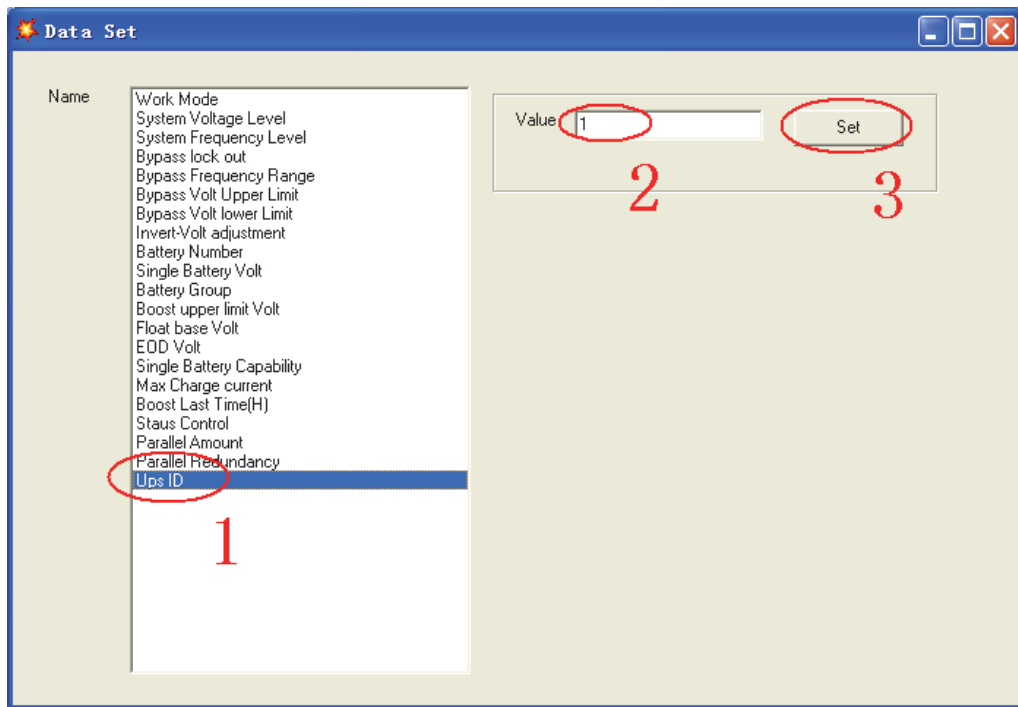 Data Set
Name
Work Mode
System Voltage Level
System Frequency Level
Bypass lock out
Bypass Frequency Range
Bypass Volt Upper Limit
Bypass Volt lower Limit
Invert-Volt adjustment
Battery Number
Single Battery Volt
Battery Group
Boost upper limit Volt
Float base Volt
EOD Volt
Single Battery Capability
Max Charge current
Boost Last Time(H)
Staus Control
Parallel Amount
Parallel Redundancy
Ups ID
1
Value 1
Set
2
3